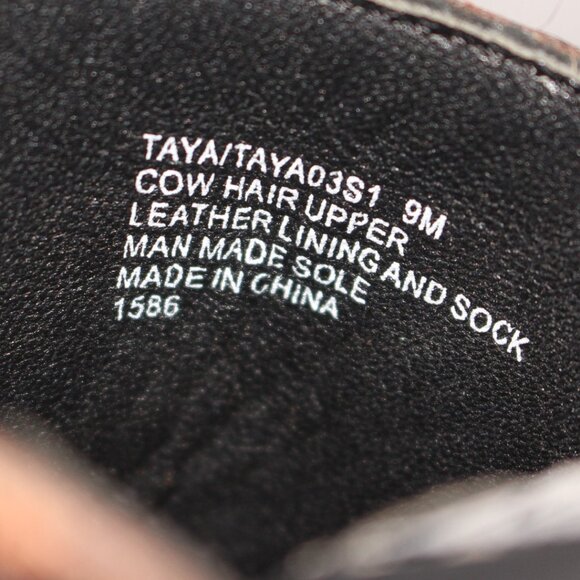 TAYA/TAYA03S1 9M
COW HAIR UPPER
LEATHER LINING AND SOCK
MAN MADE SOLE
MADE IN CHINA
1586